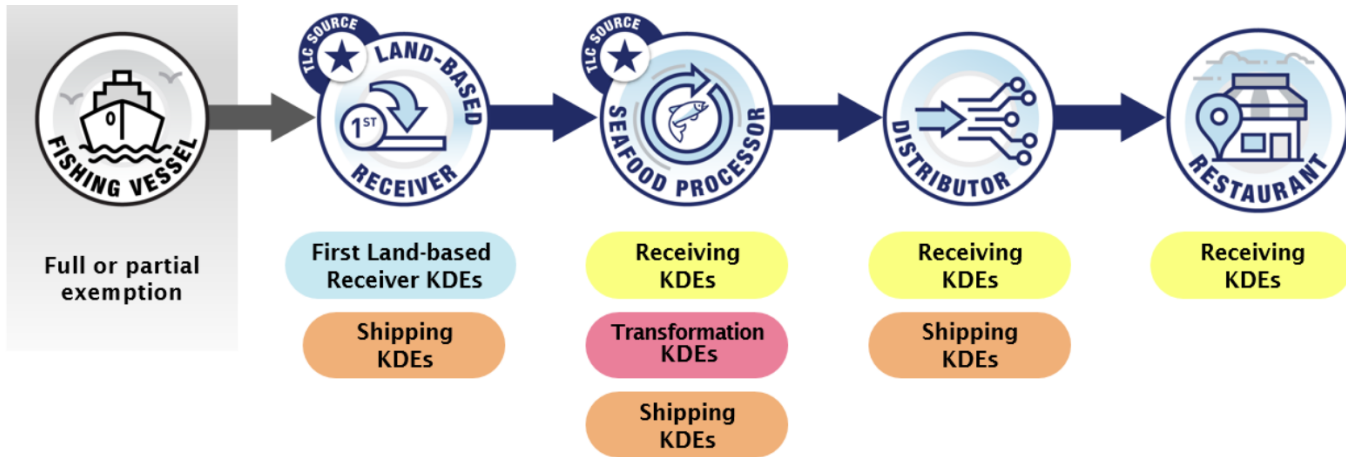 FISHING VESSEL
Full or partial
exemption
TLC SOURCE
LAND-BASED
1ST
RECEIVER
First Land-based
Receiver KDEs
Shipping
KDEs
TLC SOURCE
SEAFOOD PROCESSOR
Receiving
KDEs
Transformation
KDEs
Shipping
KDEs
DISTRIBUTOR
Receiving
KDEs
Shipping
KDEs
RESTAURANT
Receiving
KDEs